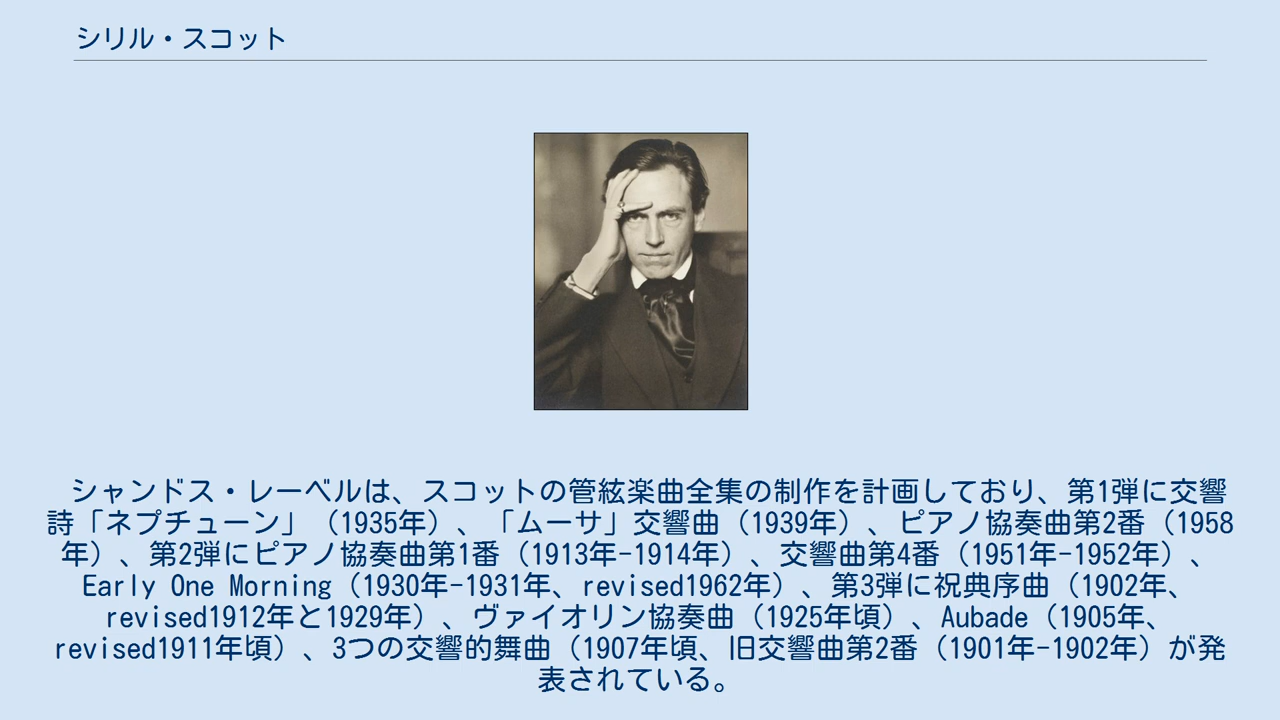 シリル・スコット
シャンドス・レーベルは、スコットの管絃楽曲全集の制作を計画しており、第1弾に交響
詩「ネプチューン」（1935年）、「ムーサ」交響曲（1939年）、ピアノ協奏曲第2番（1958
年）、第2弾にピアノ協奏曲第1番（1913年-1914年）、交響曲第4番（1951年-1952年）、
Early One Morning（1930年-1931年、revised1962年）、第3弾に祝典序曲（1902年、
revised1912年と1929年）、ヴァイオリン協奏曲（1925年頃）、Aubade（1905年、
revised1911年頃）、3つの交響的舞曲（1907年頃、旧交響曲第2番（1901年-1902年）が発
表されている。